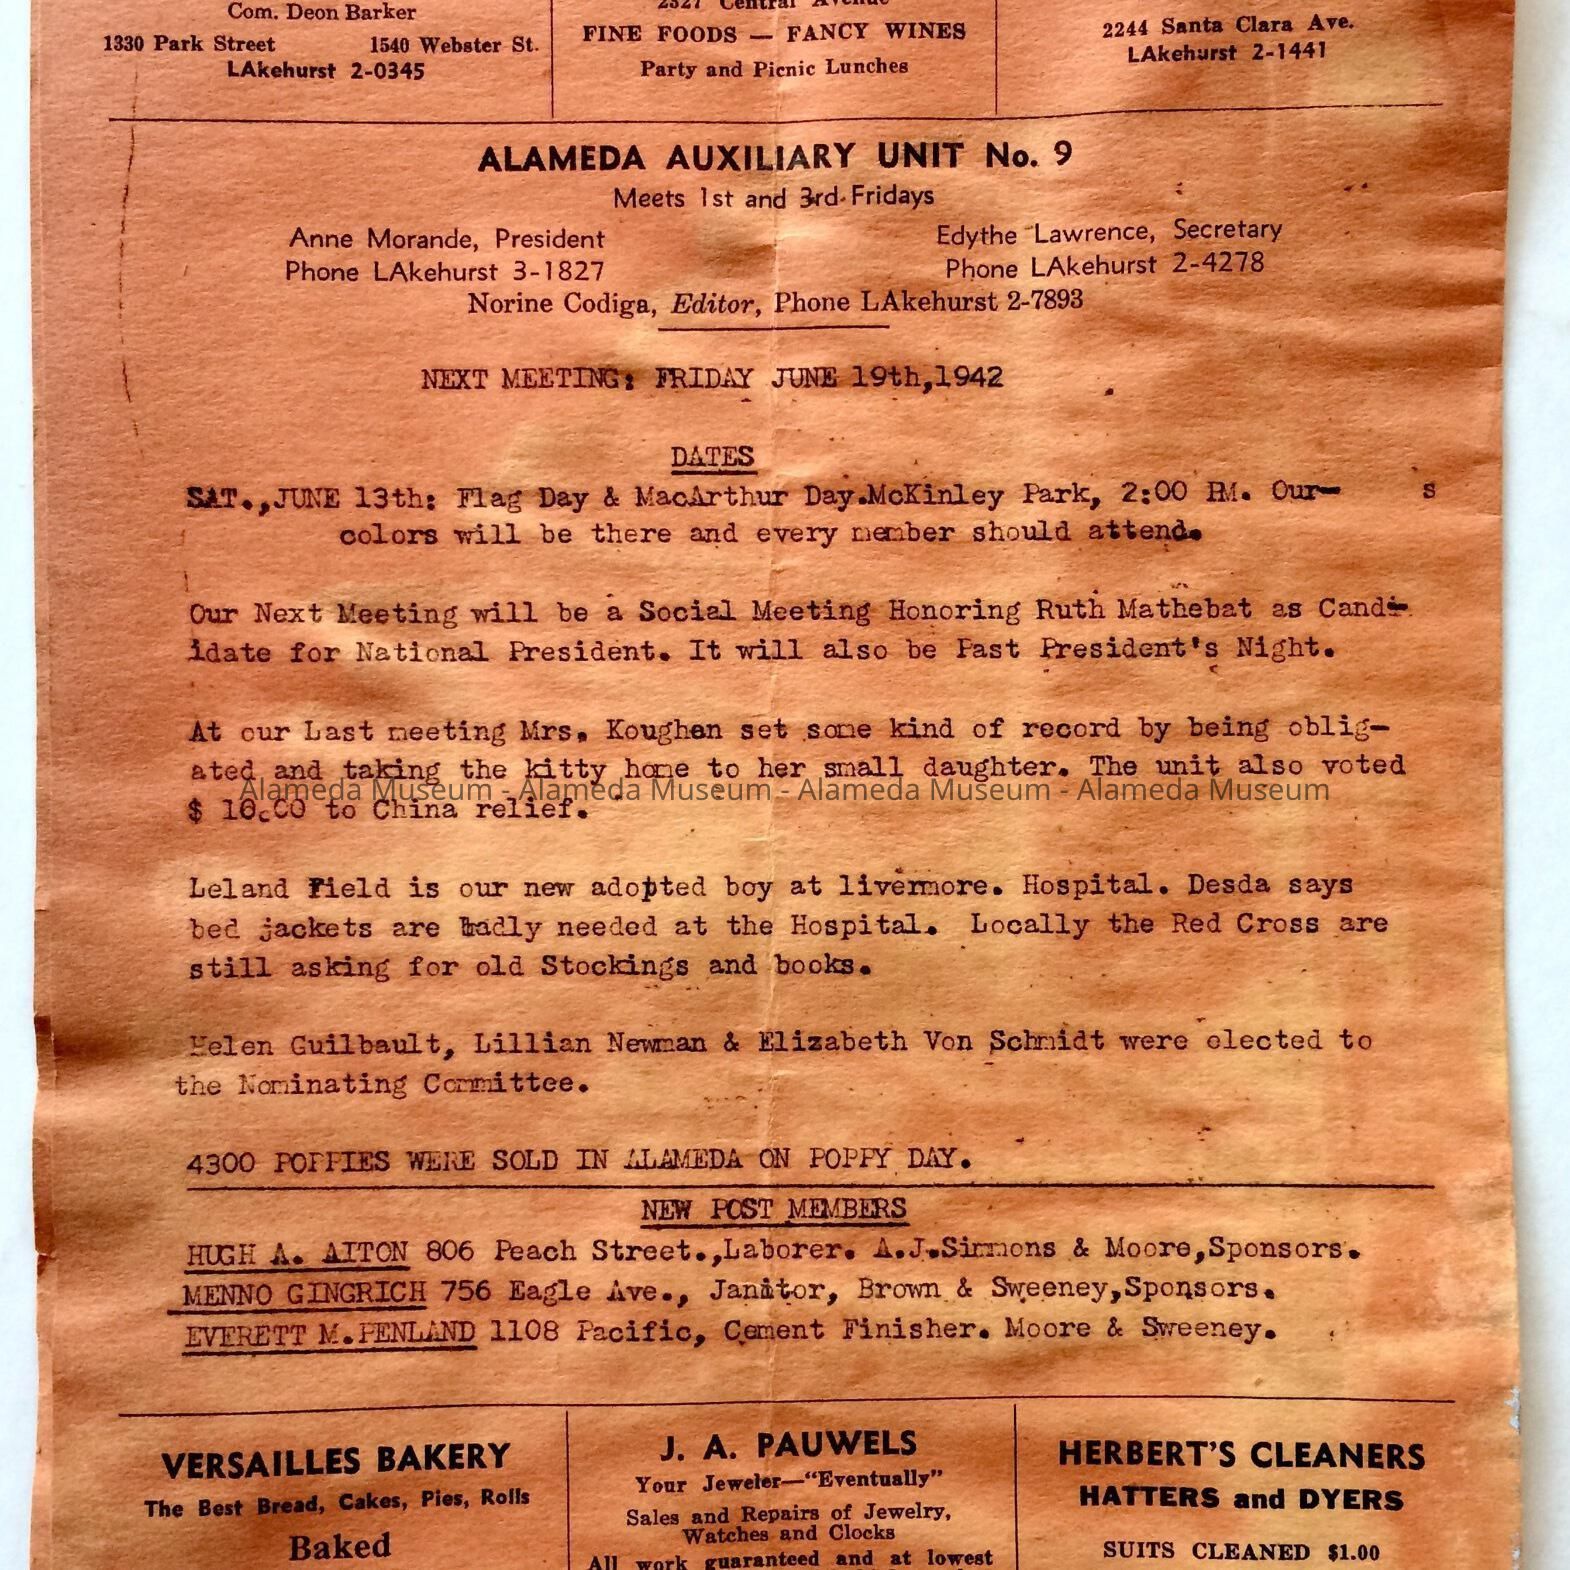 Com. Deon Barker
1330 Park Street 1540 Webster St.
LAkehurst 2-0345
2327 Central Avenue
FINE FOODS — FANCY WINES
Party and Picnic Lunches
2244 Santa Clara Ave.
LAkehurst 2-1441
ALAMEDA AUXILIARY UNIT No. 9
Meets 1st and 3rd Fridays
Anne Morande, President Edythe Lawrence, Secretary
Phone LAkehurst 3-1827 Phone LAkehurst 2-4278
Norine Codiga, Editor, Phone LAkehurst 2-7893
NEXT MEETING: FRIDAY JUNE 19th,1942
DATES
SAT.,JUNE 13th: Flag Day & MacArthur Day.McKinley Park, 2:00 PM. Our- s
colors will be there and every member should attend.
Our Next Meeting will be a Social Meeting Honoring Ruth Mathebat as Candi-
idate for National President. It will also be Past President's Night.
At our Last meeting Mrs. Koughan set some kind of record by being oblig-
ated and taking the kitty home to her small daughter. The unit also voted
Alameda Museum - Alameda Museum - Alameda Museum - Alameda Museum
$ 10.00 to China relief.
Leland Field is our new adopted boy at livermore. Hospital. Desda says
bed jackets are badly needed at the Hospital. Locally the Red Cross are
still asking for old Stockings and books.
Helen Guilbault, Lillian Newman & Elizabeth Von Schmidt were elected to
the Nominating Committee.
4300 POPPIES WERE SOLD IN ALAMEDA ON POPPY DAY.
NEW POST MEMBERS
HUGH A. AITON 806 Peach Street.,Laborer. A.J.Simmons & Moore,Sponsors.
MENNO GINGRICH 756 Eagle Ave., Janitor, Brown & Sweeney,Sponsors.
EVERETT M.PENLAND 1108 Pacific, Cement Finisher. Moore & Sweeney.
VERSAILLES BAKERY
The Best Bread, Cakes, Pies, Rolls
Baked
J. A. PAUWELS
Your Jeweler—"Eventually"
Sales and Repairs of Jewelry,
Watches and Clocks
All work guaranteed and at lowest
HERBERT'S CLEANERS
HATTERS and DYERS
SUITS CLEANED $1.00